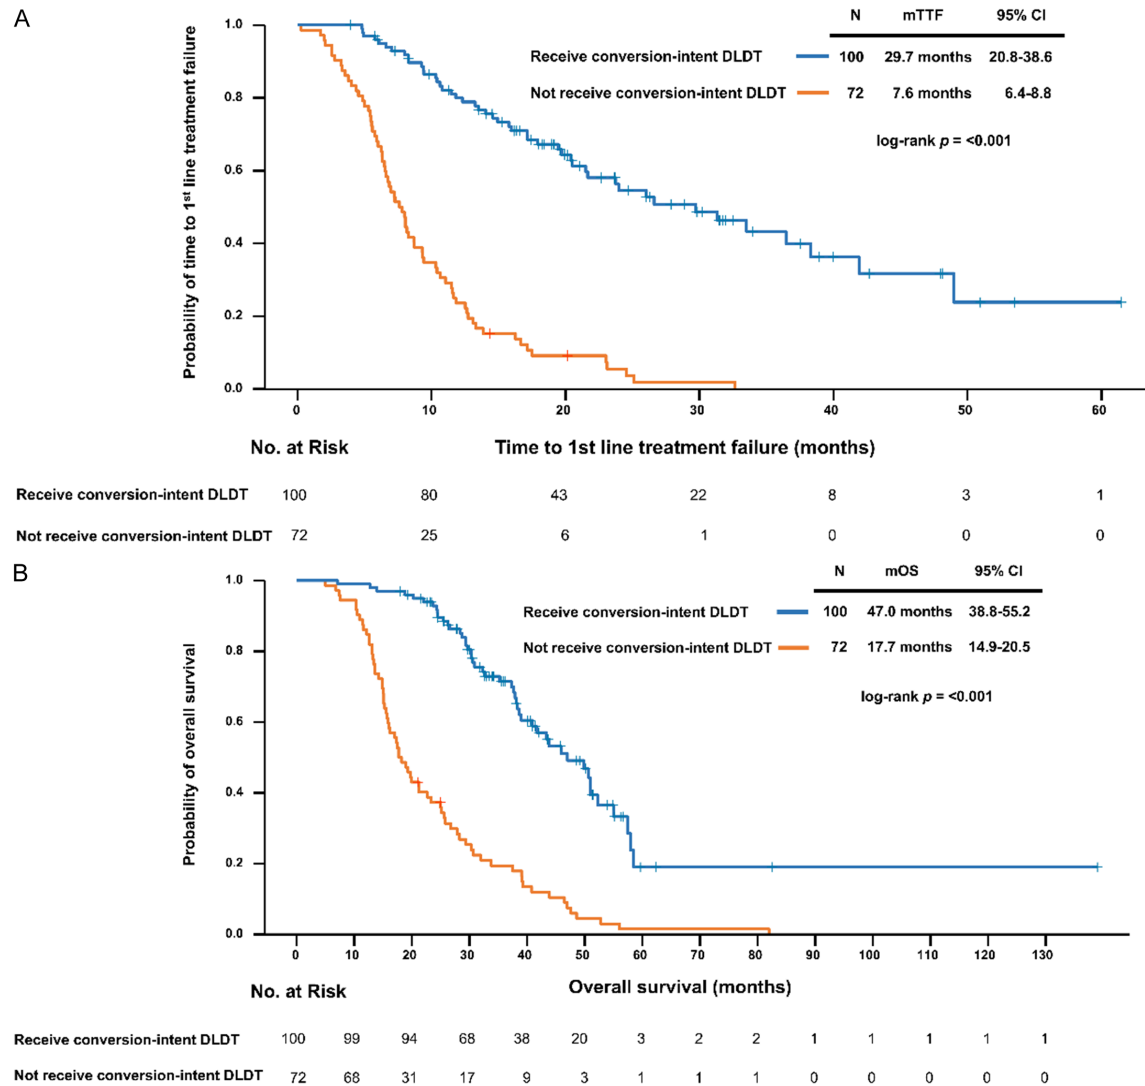 A
N mTTF 95% CI
Receive conversion-intent DLDT 100 29.7 months 20.8-38.6
Not receive conversion-intent DLDT 72 7.6 months 6.4-8.8
log-rank p = <0.001
Probability of time to 1st line treatment failure
1.0
0.8
0.6
0.4
0.2
0.0
0 10 20 30 40 50 60
No. at Risk Time to 1st line treatment failure (months)
Receive conversion-intent DLDT 100 80 43 22 8 3 1
Not receive conversion-intent DLDT 72 25 6 1 0 0 0
B
N mOS 95% CI
Receive conversion-intent DLDT 100 47.0 months 38.8-55.2
Not receive conversion-intent DLDT 72 17.7 months 14.9-20.5
log-rank p = <0.001
Probability of overall survival
1.0
0.8
0.6
0.4
0.2
0.0
0 10 20 30 40 50 60 70 80 90 100 110 120 130
No. at Risk Overall survival (months)
Receive conversion-intent DLDT 100 99 94 68 38 20 3 2 2 1 1 1 1 1
Not receive conversion-intent DLDT 72 68 31 17 9 3 1 1 1 0 0 0 0 0